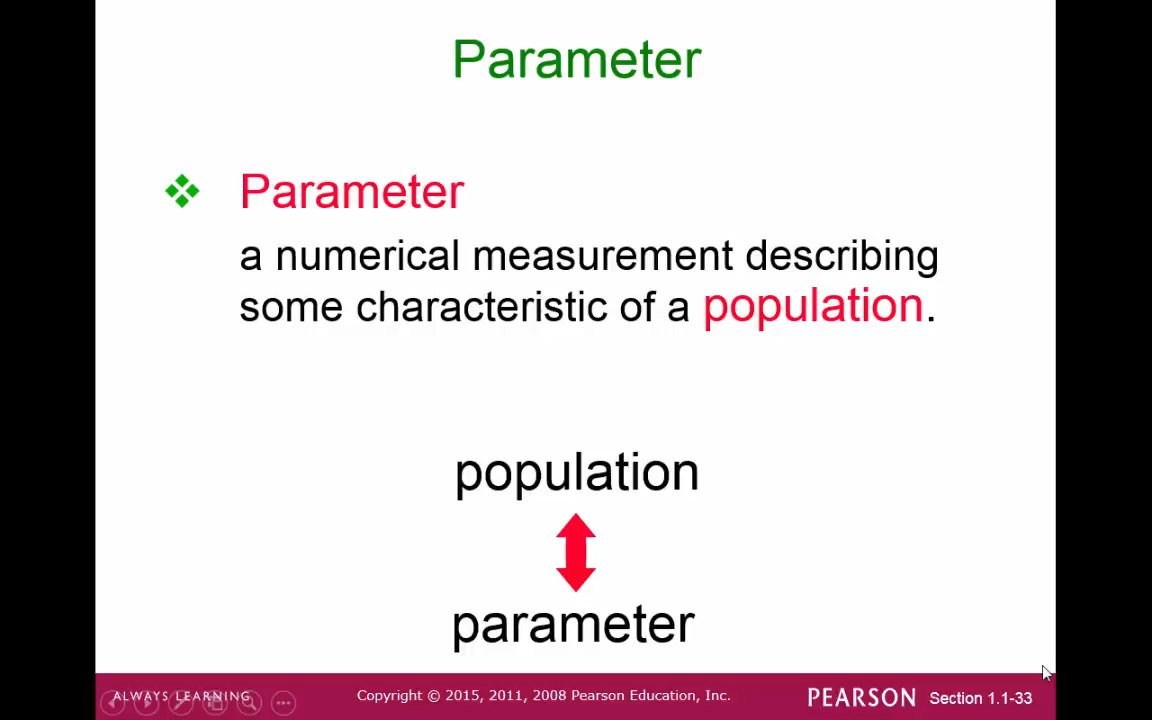 Parameter
Parameter
a numerical measurement describing
some characteristic of a population.
population
parameter
ALWAYS LEARNING
Copyright © 2015, 2011, 2008 Pearson Education, Inc.
PEARSON
Section 1.1-33